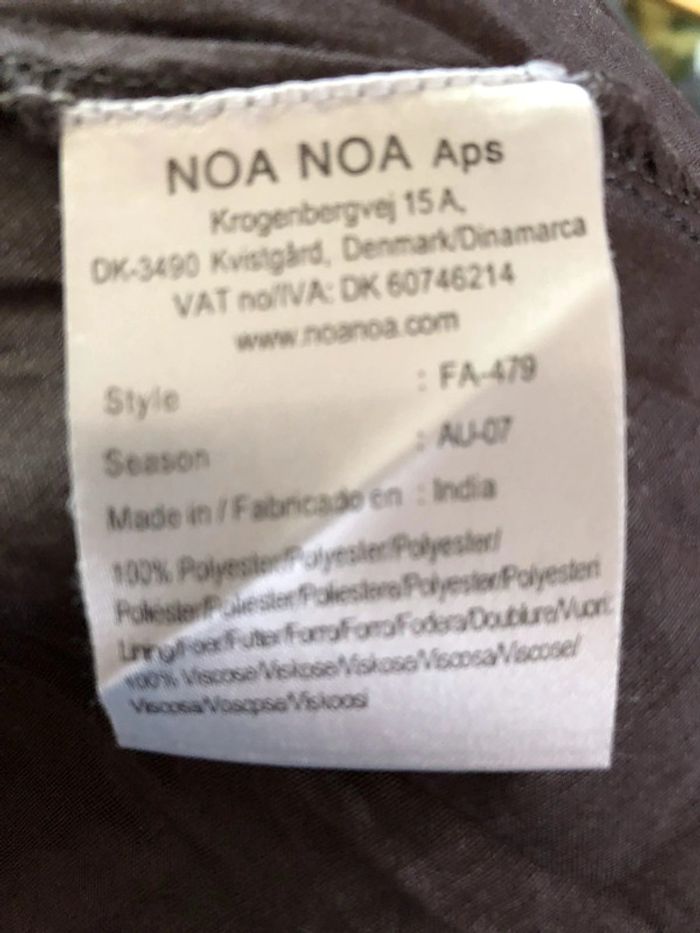 NOA NOA Aps
Krogenbergvej 15 A,
DK-3490 Kvistgård, Denmark/Dinamarca
VAT no/IVA: DK 60746214
www.noanoa.com
Style : FA-479
Season : AU-07
Made in / Fabricado en : India
100% Polyester/Polyester/Polyester/
Poliéster/Poliéster/Poliestere/Polyester/Polyesteri
Lining/Foer/Futter/Forro/Forro/Fodera/Doublure/Vuori:
100% Viscose/Viskose/Viskose/Viscosa/Viscose/
Viscosa/Viscose/Viskoosi